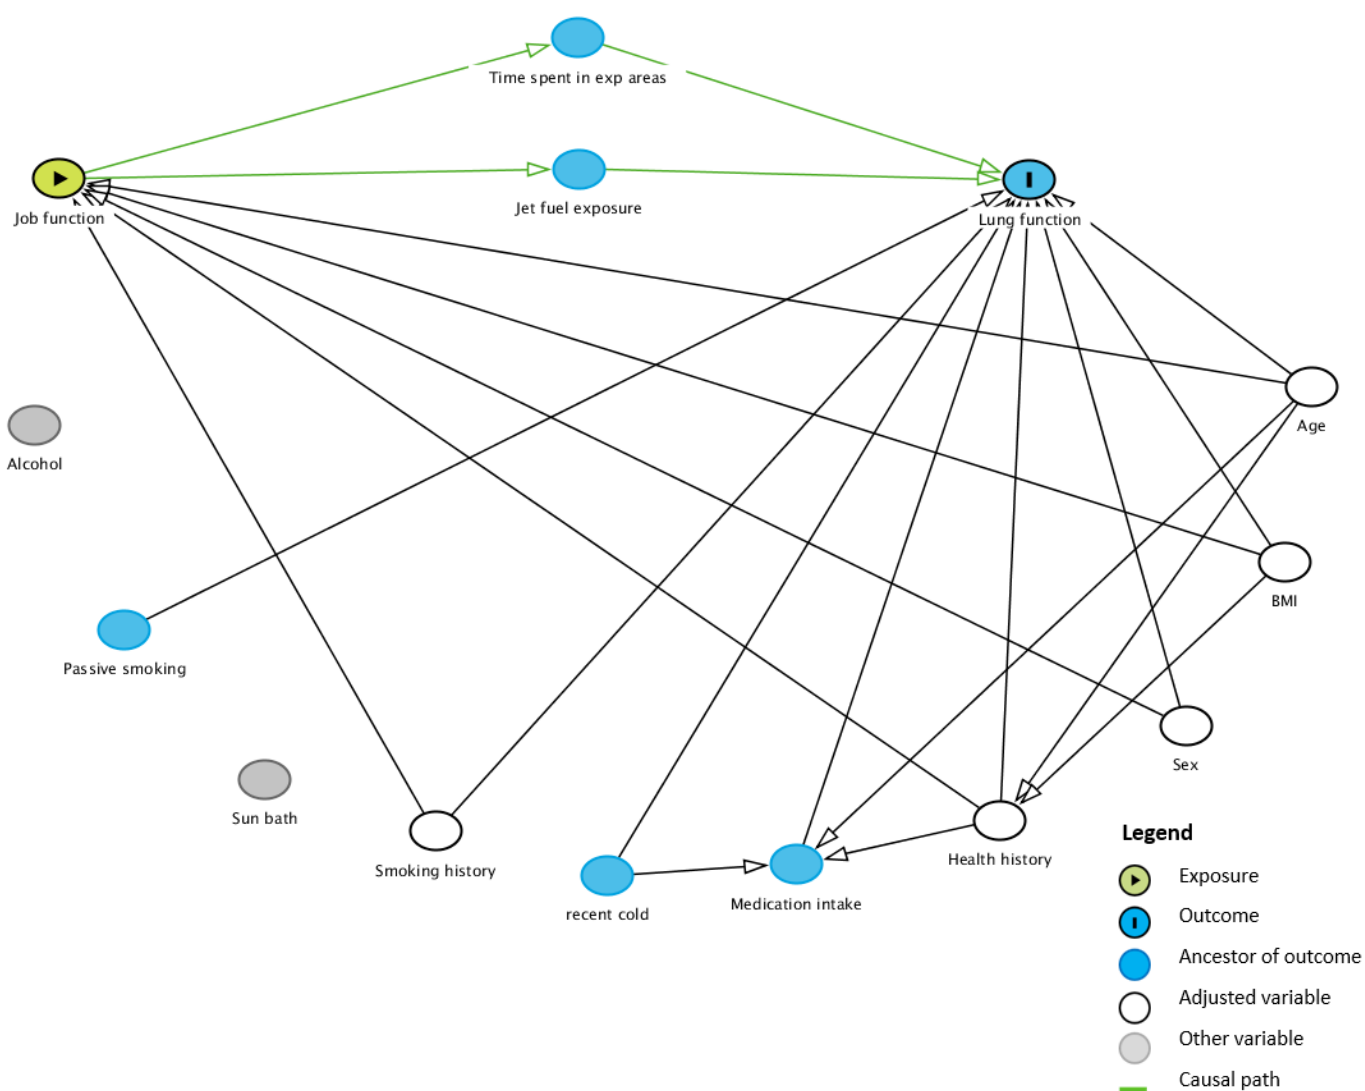 Time spent in exp areas
Job function
Jet fuel exposure
Lung function
Alcohol
Age
BMI
Passive smoking
Sex
Sun bath
Smoking history
recent cold
Medication intake
Health history
Legend
Exposure
Outcome
Ancestor of outcome
Adjusted variable
Other variable
Causal path